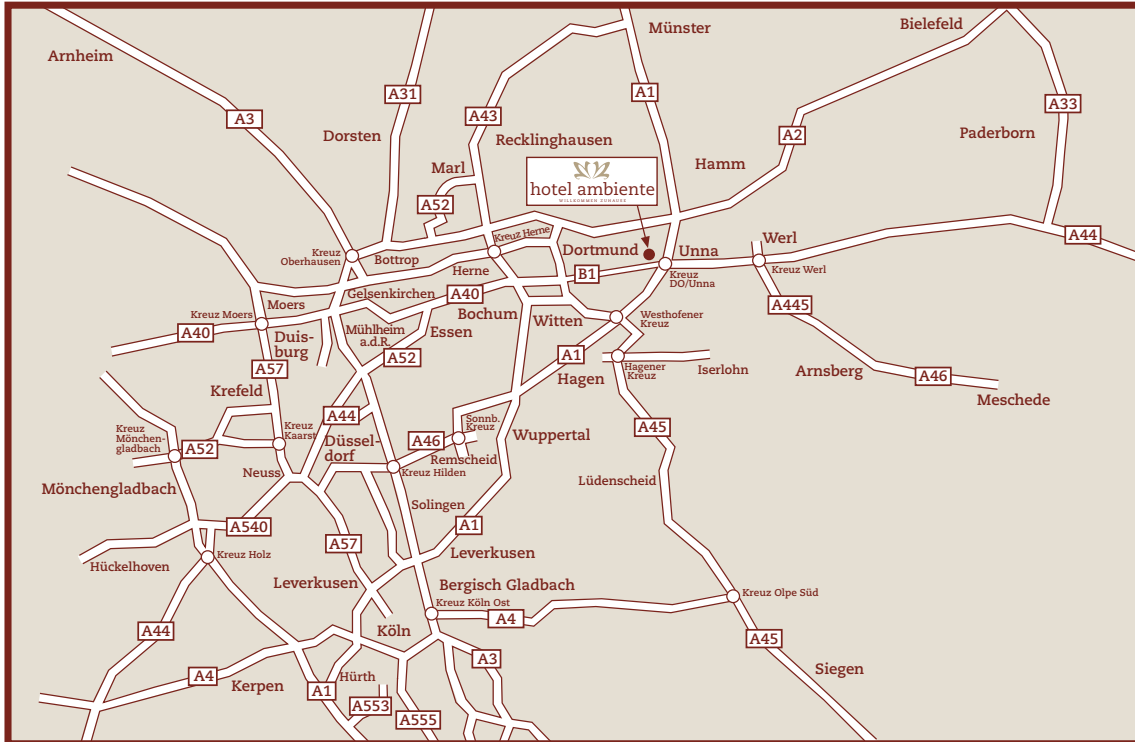 Arnheim
Münster
Bielefeld
A31
A1
A33
A43
A3
Dorsten
Recklinghausen
A2
Paderborn
Marl
Hamm
hotel ambiente
WILLKOMMEN ZUHAUSE
A52
Kreuz Herne
Kreuz
Oberhausen
Bottrop
Dortmund
Unna
Werl
A44
Herne
B1
Kreuz
DO/Unna
Kreuz Werl
Moers
Gelsenkirchen
A40
Bochum
Witten
A445
Kreuz Moers
A40
Duis-
burg
Mühlheim
a.d.R.
Essen
Westhofener
Kreuz
A52
A1
Hagen
Hagener
Kreuz
Iserlohn
Arnsberg
A46
Meschede
A57
Krefeld
A44
Sonnb.
Kreuz
A45
Kreuz
Mönchen-
gladbach
A52
Kreuz
Kaarst
Düssel-
dorf
A46
Wuppertal
Remscheid
Kreuz Hilden
Mönchengladbach
Neuss
Lüdenscheid
Solingen
A540
A1
A57
Kreuz Holz
Hückelhoven
Leverkusen
Leverkusen
Bergisch Gladbach
Kreuz Olpe Süd
Kreuz Köln Ost
A4
A44
Köln
A45
A3
Siegen
A4
Kerpen
Hürth
A1
A553
A555